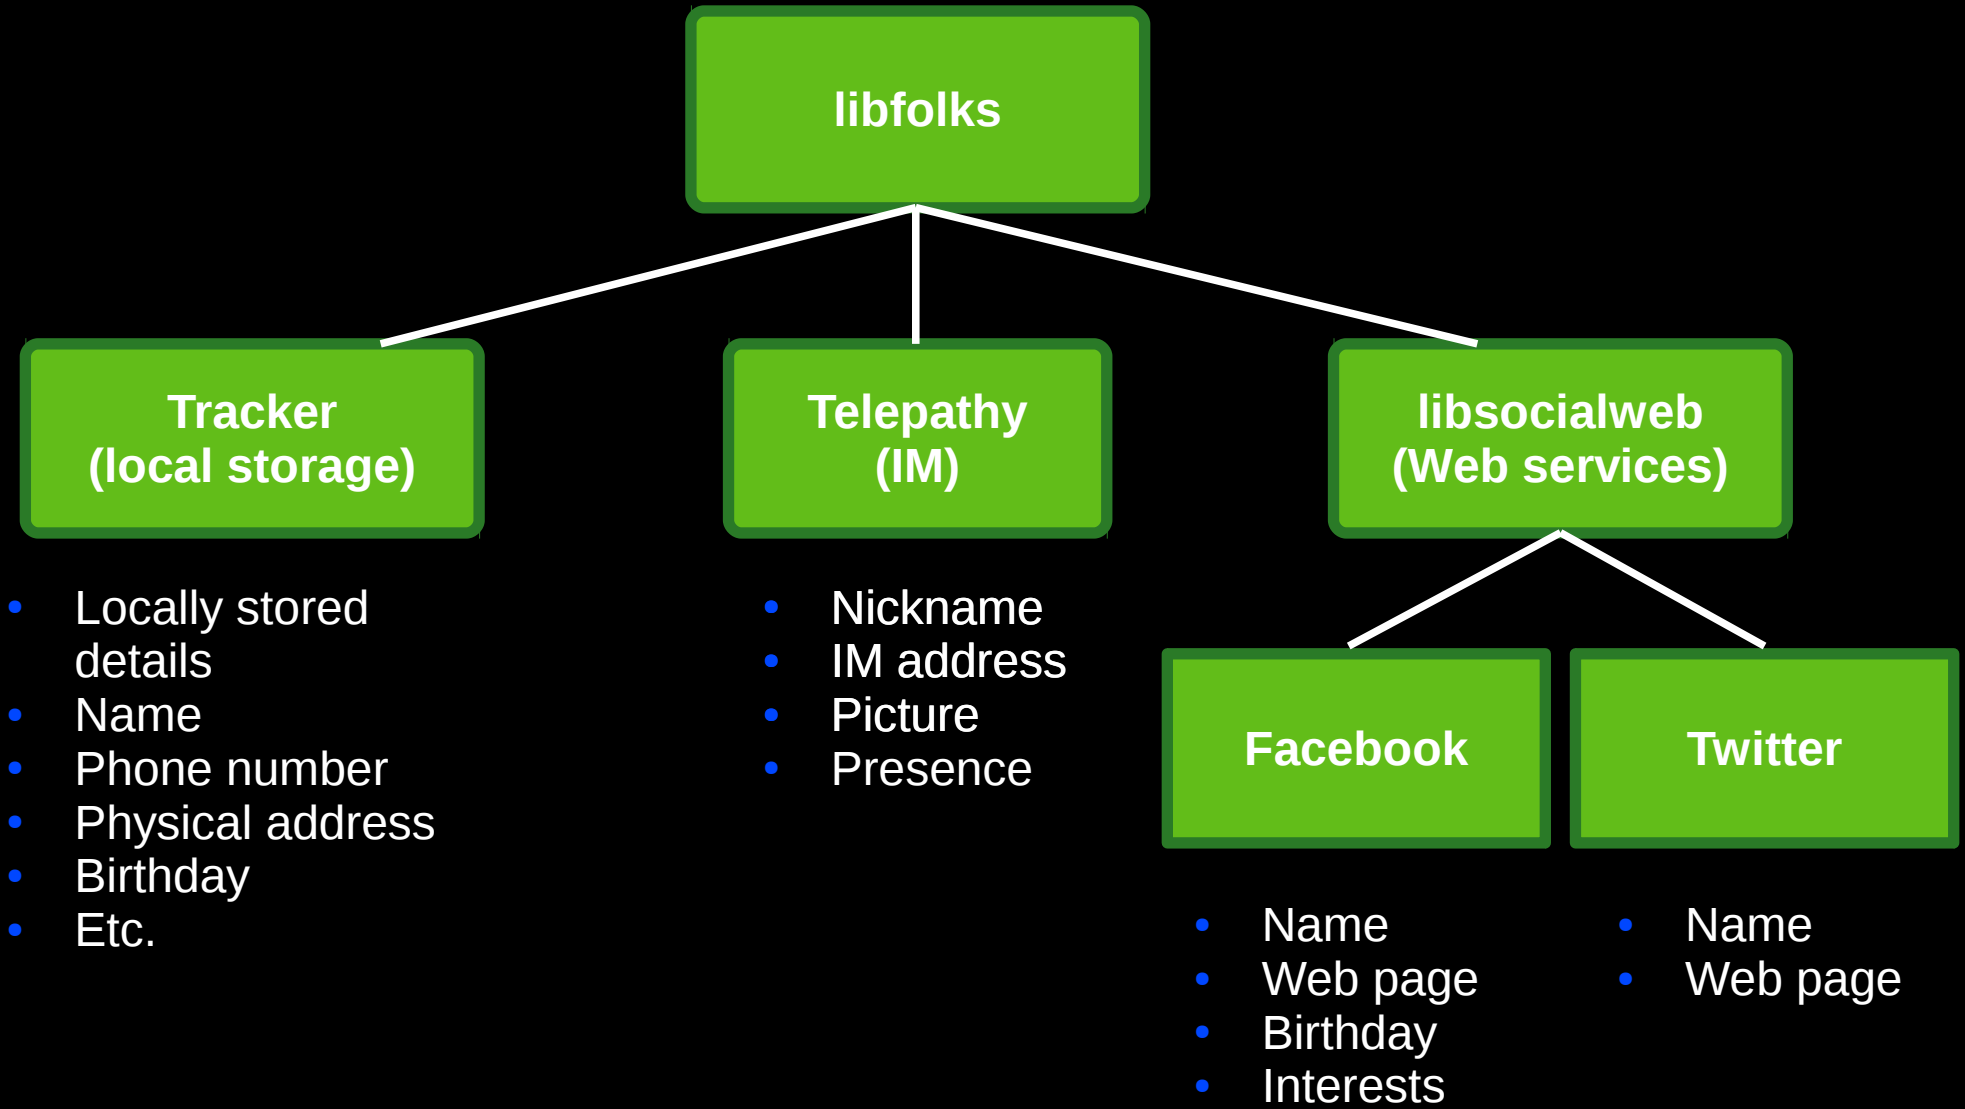 libfolks
Tracker
(local storage)
Telepathy
(IM)
libsocialweb
(Web services)
• Locally stored
details
• Name
• Phone number
• Physical address
• Birthday
• Etc.
• Nickname
• IM address
• Picture
• Presence
Facebook
Twitter
• Name
• Web page
• Birthday
• Interests
• Name
• Web page